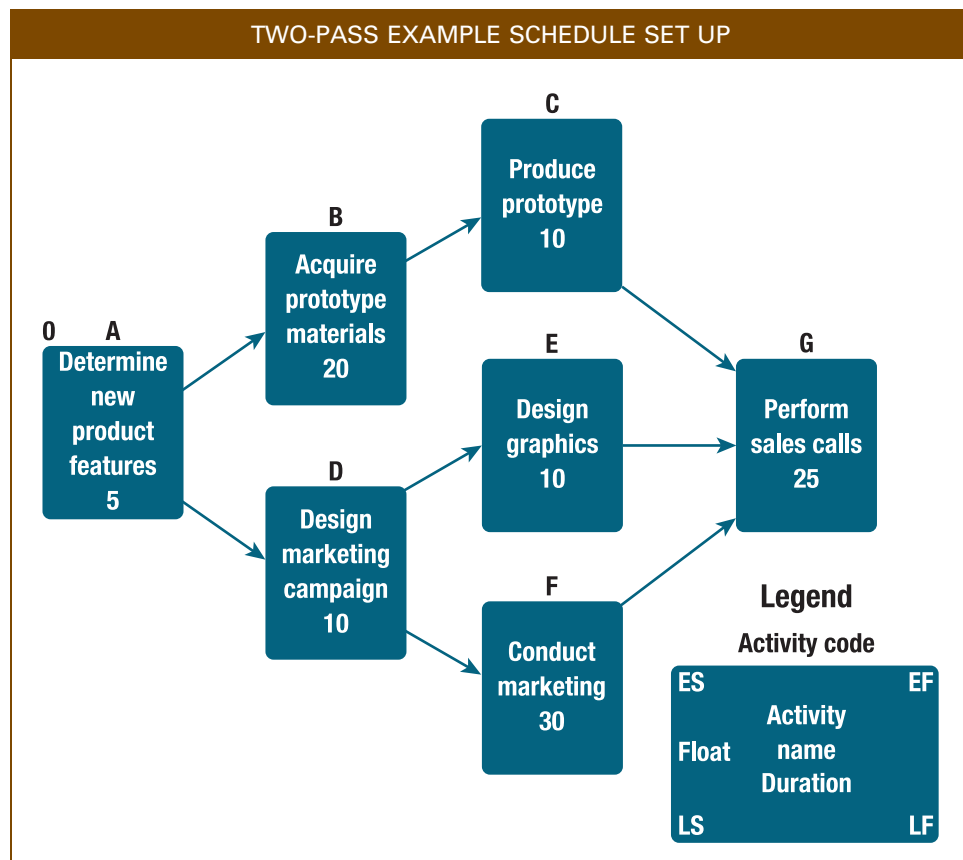 TWO-PASS EXAMPLE SCHEDULE SET UP
0 A
Determine
new
product
features
5
B
Acquire
prototype
materials
20
C
Produce
prototype
10
D
Design
marketing
campaign
10
E
Design
graphics
10
F
Conduct
marketing
30
G
Perform
sales calls
25
Legend
Activity code
ES EF
Activity
Float name
Duration
LS LF